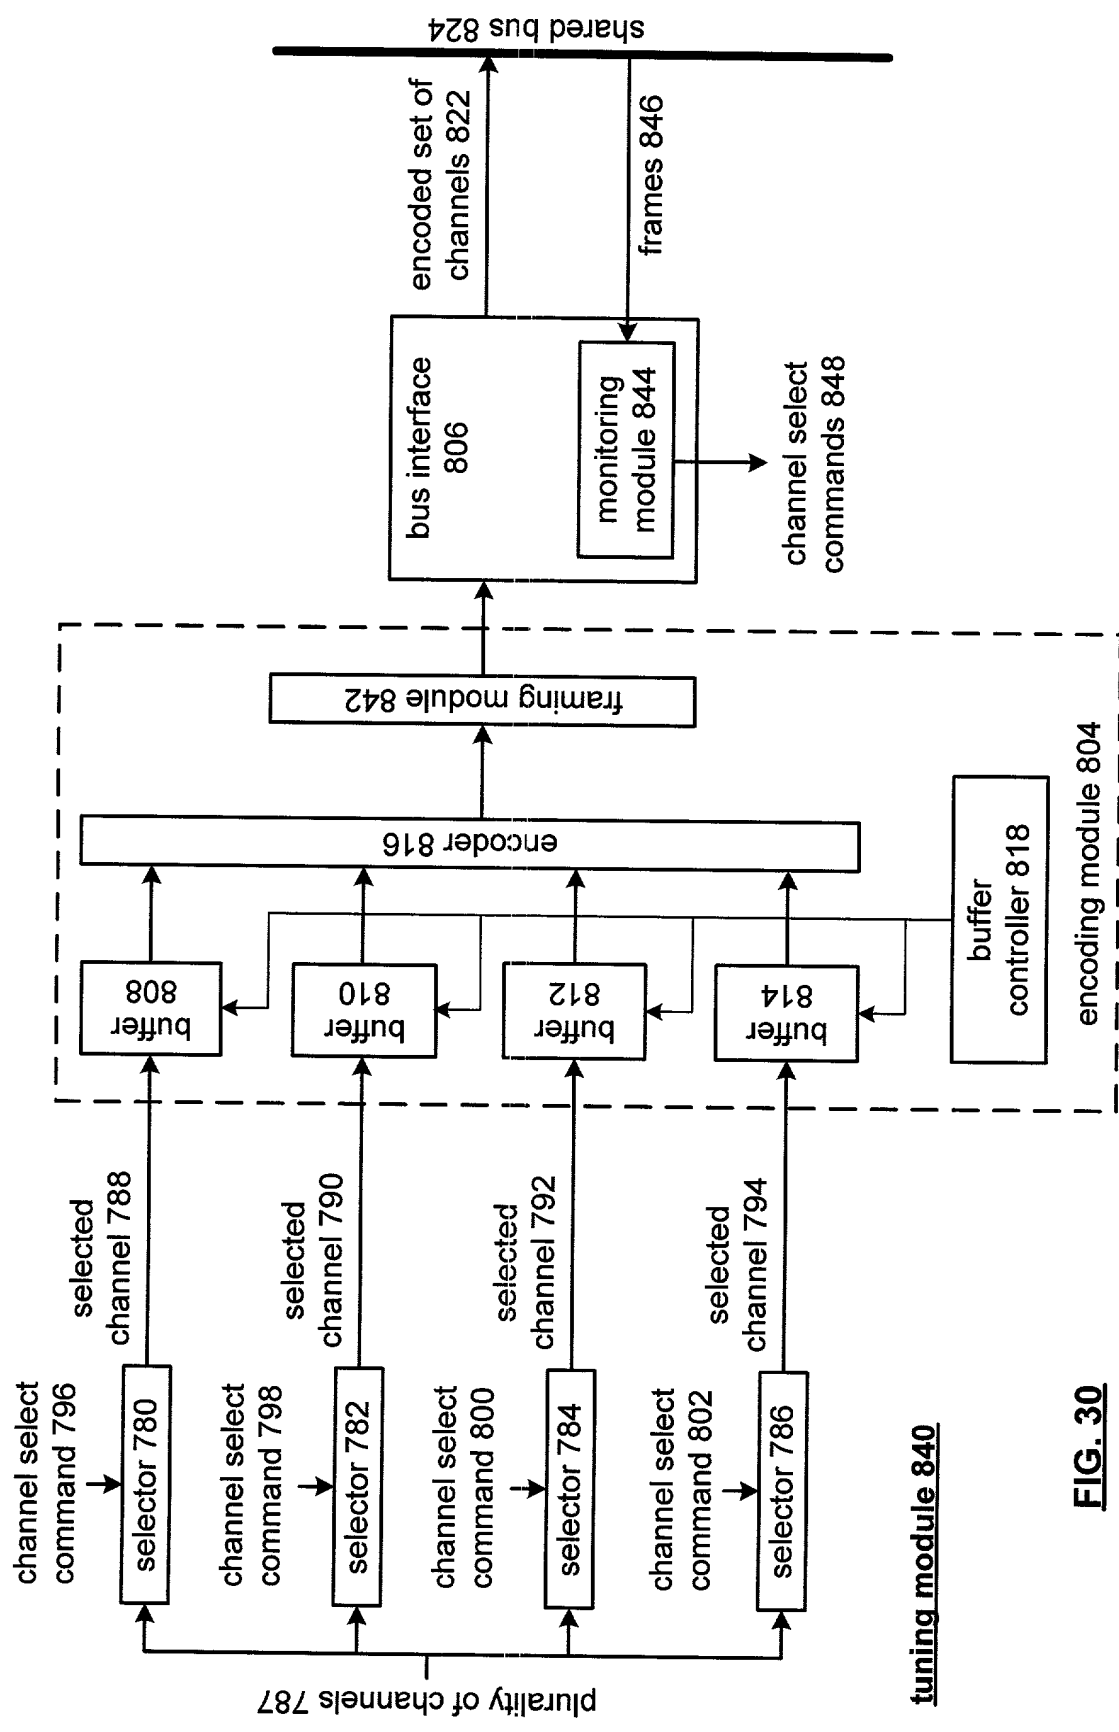 plurality of channels 787
channel select
command 796
selector 780
channel select
command 798
selector 782
channel select
command 800
selector 784
channel select
command 802
selector 786
selected
channel 788
selected
channel 790
selected
channel 792
selected
channel 794
buffer
808
buffer
810
buffer
812
buffer
814
encoder 816
framing module 842
buffer
controller 818
encoding module 804
bus interface
806
monitoring
module 844
channel select
commands 848
encoded set of
channels 822
frames 846
shared bus 824
tuning module 840
FIG. 30